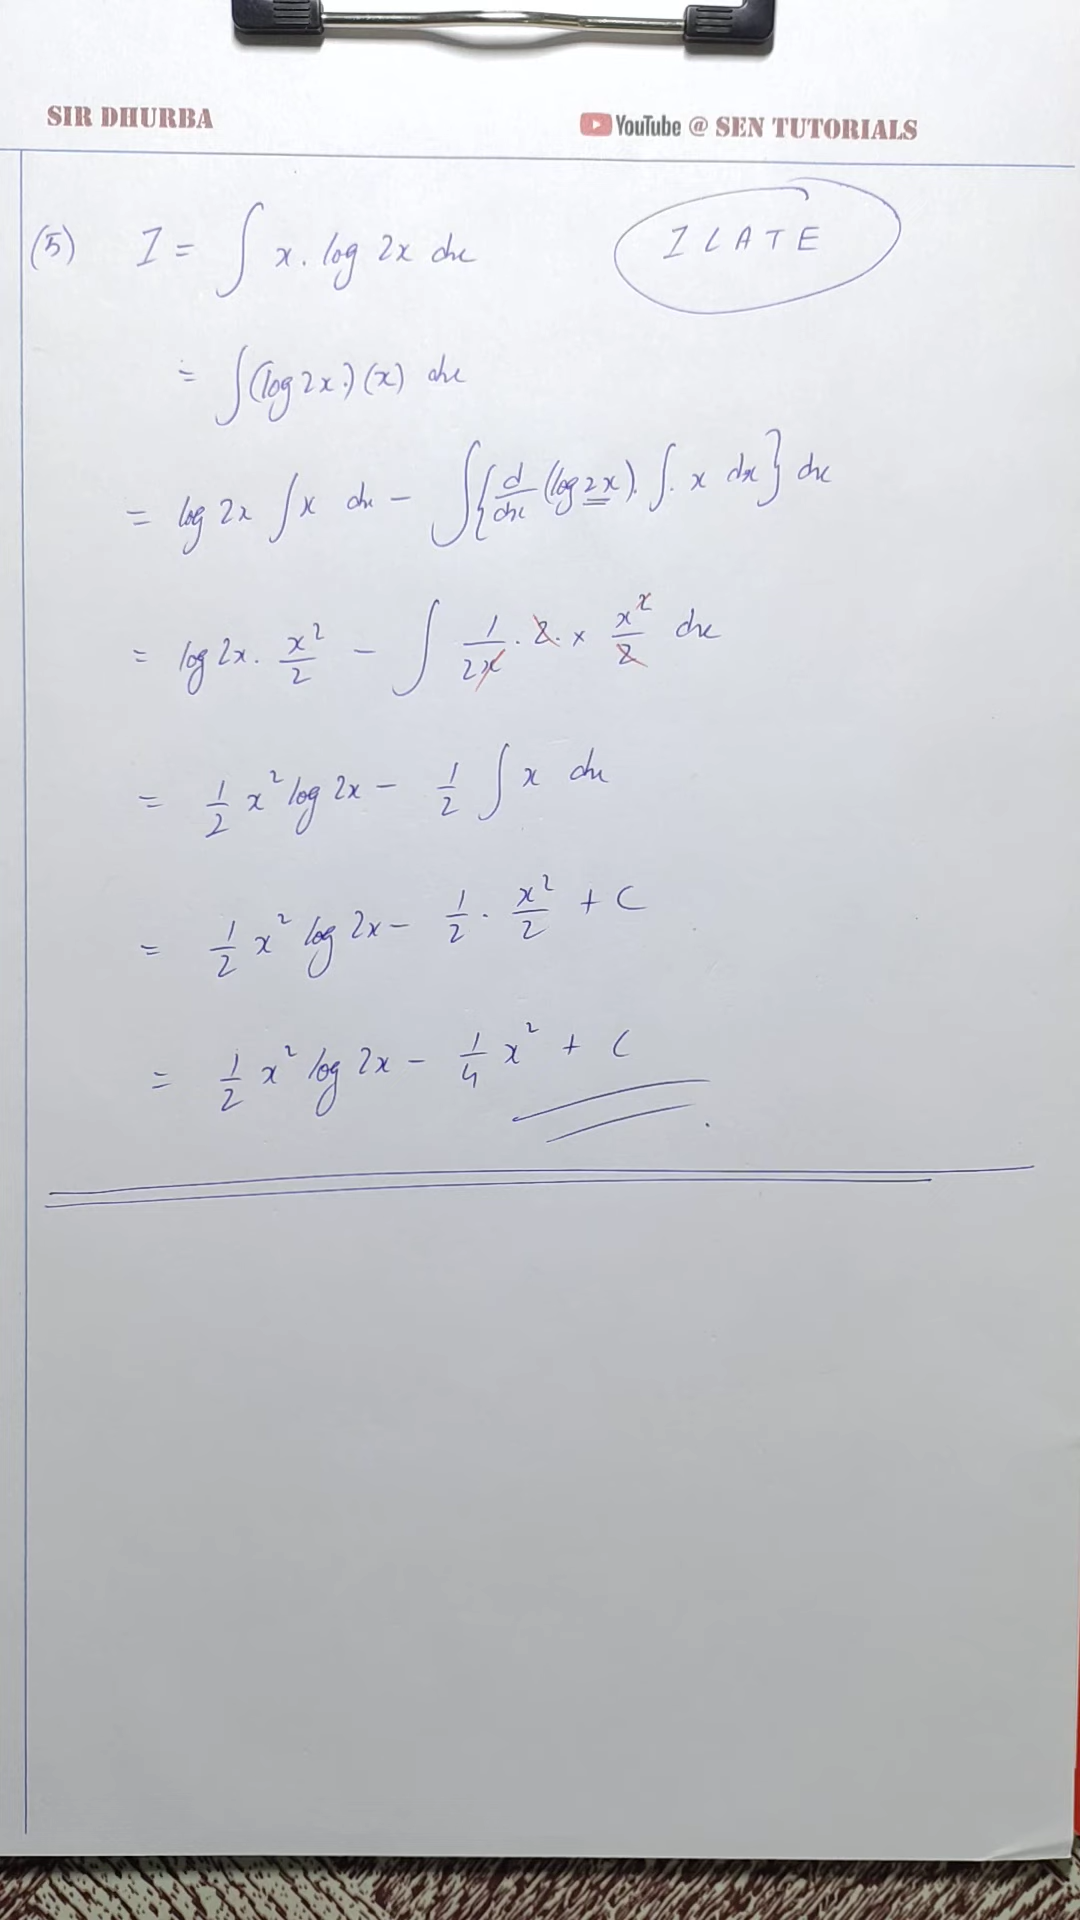 SIR DHURBA
YouTube @ SEN TUTORIALS
(5) I = ∫ x. log 2x dx
ILATE
= ∫(log 2x.)(x) dx
= log 2x ∫x dx - ∫{d/dx (log 2x). ∫. x dx} dx
= log 2x. x²/2 - ∫ 1/2x . 2. × x²/2 dx
= 1/2 x² log 2x - 1/2 ∫ x dx
= 1/2 x² log 2x - 1/2 . x²/2 + C
= 1/2 x² log 2x - 1/4 x² + C